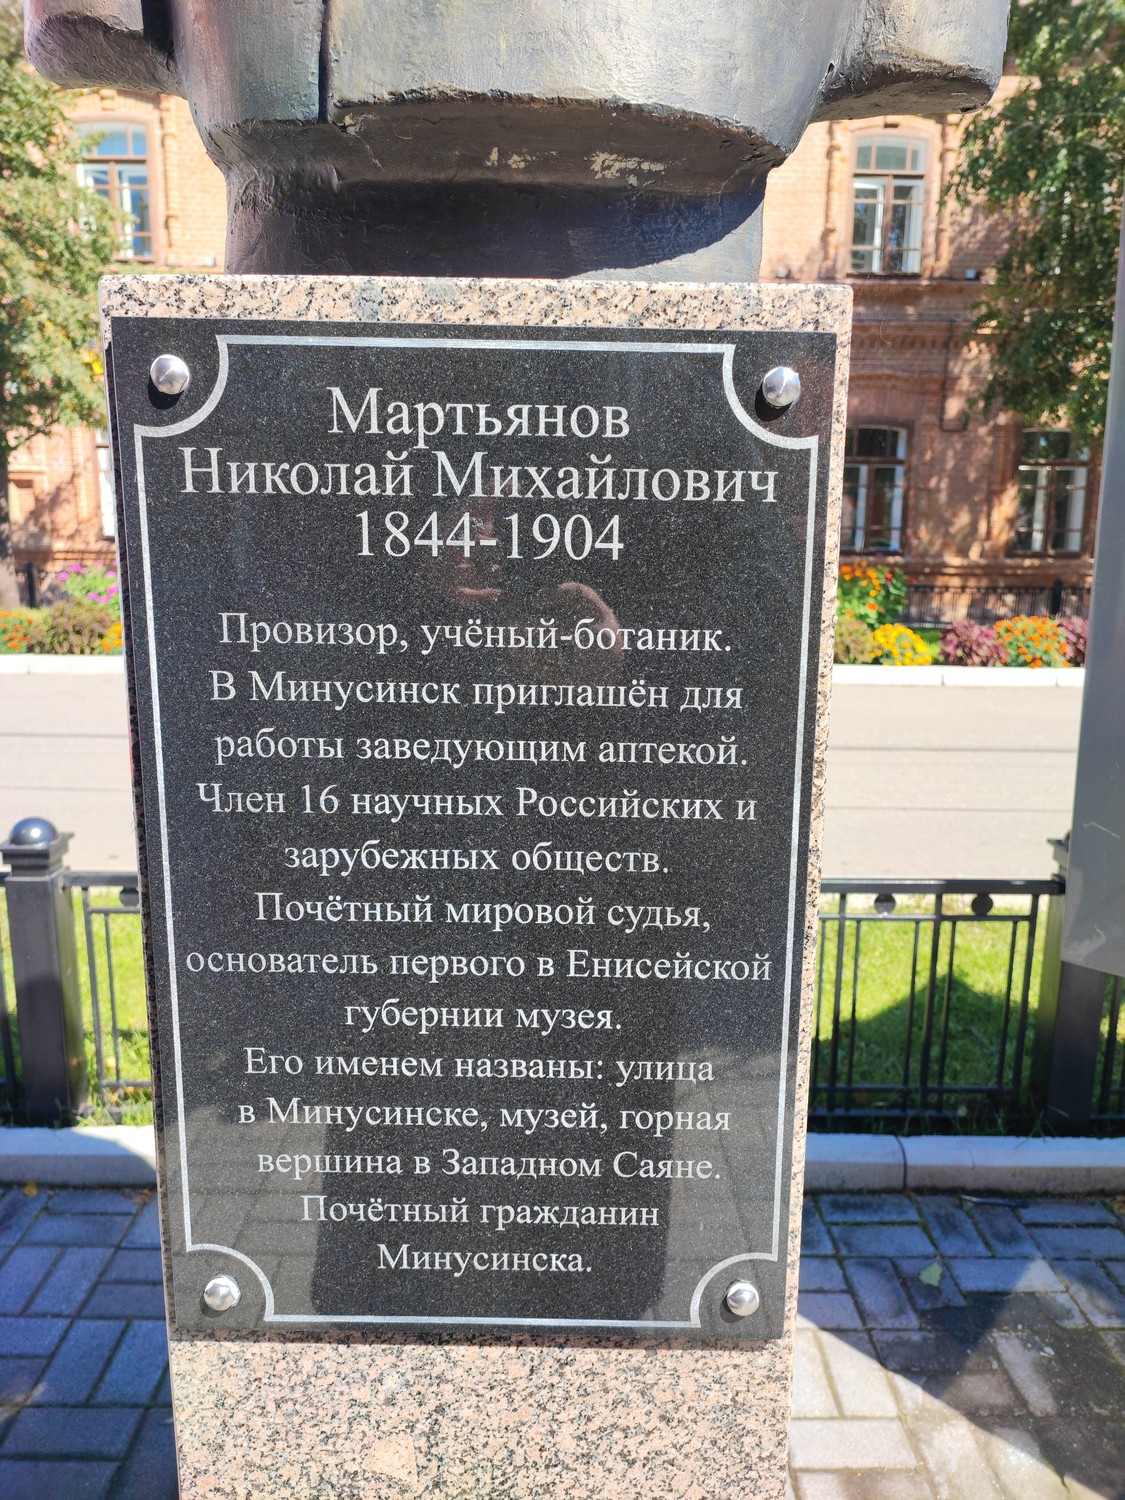 Мартьянов
Николай Михайлович
1844-1904
Провизор, учёный-ботаник.
В Минусинск приглашён для
работы заведующим аптекой.
Член 16 научных Российских и
зарубежных обществ.
Почётный мировой судья,
основатель первого в Енисейской
губернии музея.
Его именем названы: улица
в Минусинске, музей, горная
вершина в Западном Саяне.
Почётный гражданин
Минусинска.